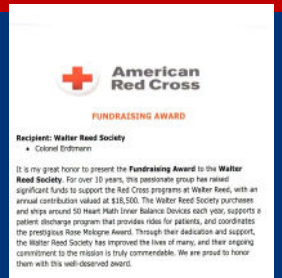 American
Red Cross
FUNDRAISING AWARD
Recipient: Walter Reed Society
• Colonel Erdtmann
It is my great honor to present the Fundraising Award to the Walter
Reed Society. For over 10 years, this passionate group has raised
significant funds to support the Red Cross programs at Walter Reed, with an
annual contribution valued at $18,500. The Walter Reed Society purchases
and ships around 50 Heart Math Inner Balance Devices each year, supports a
patient discharge program that provides rides for patients, and coordinates
the prestigious Rose Mologne Award. Through their dedication and support,
the Walter Reed Society has improved the lives of many, and their ongoing
commitment to the mission is truly commendable. We are proud to honor
them with this well-deserved award.